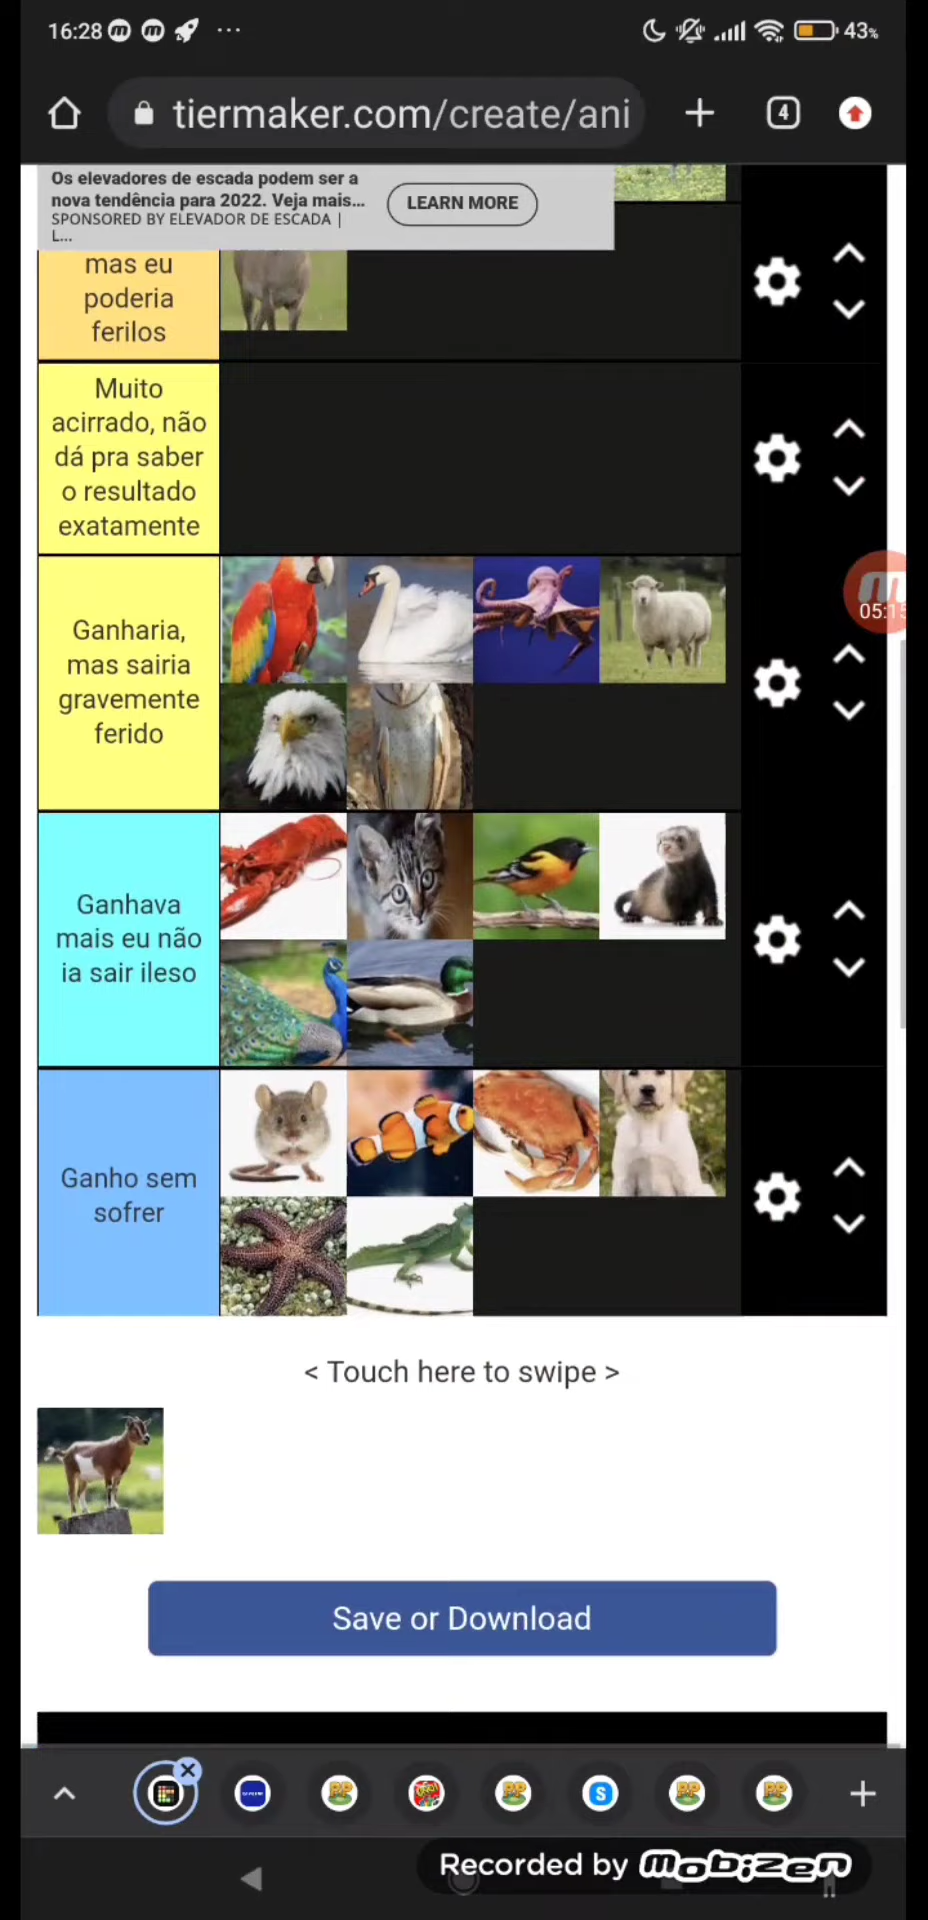 16:28
43%
tiermaker.com/create/ani
4
Os elevadores de escada podem ser a
nova tendência para 2022. Veja mais...
SPONSORED BY ELEVADOR DE ESCADA |
L...
LEARN MORE
mas eu
poderia
ferilos
Muito
acirrado, não
dá pra saber
o resultado
exatamente
05:15
Ganharia,
mas sairia
gravemente
ferido
Ganhava
mais eu não
ia sair ileso
Ganho sem
sofrer
< Touch here to swipe >
Save or Download
Recorded by mobizen